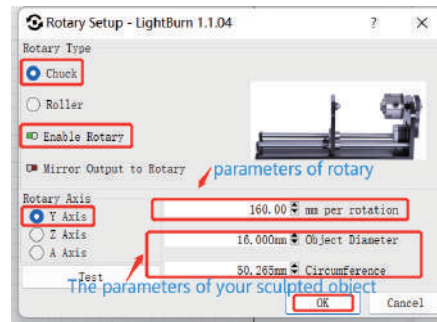 Rotary Setup - LightBurn 1.1.04 ? ×
Rotary Type
Chuck
Roller
Enable Rotary
Mirror Output to Rotary
parameters of rotary
Rotary Axis
Y Axis
160.00 mm per rotation
Z Axis
16.000mm Object Diameter
A Axis
Test
50.265mm Circumference
The parameters of your sculpted object
OK
Cancel